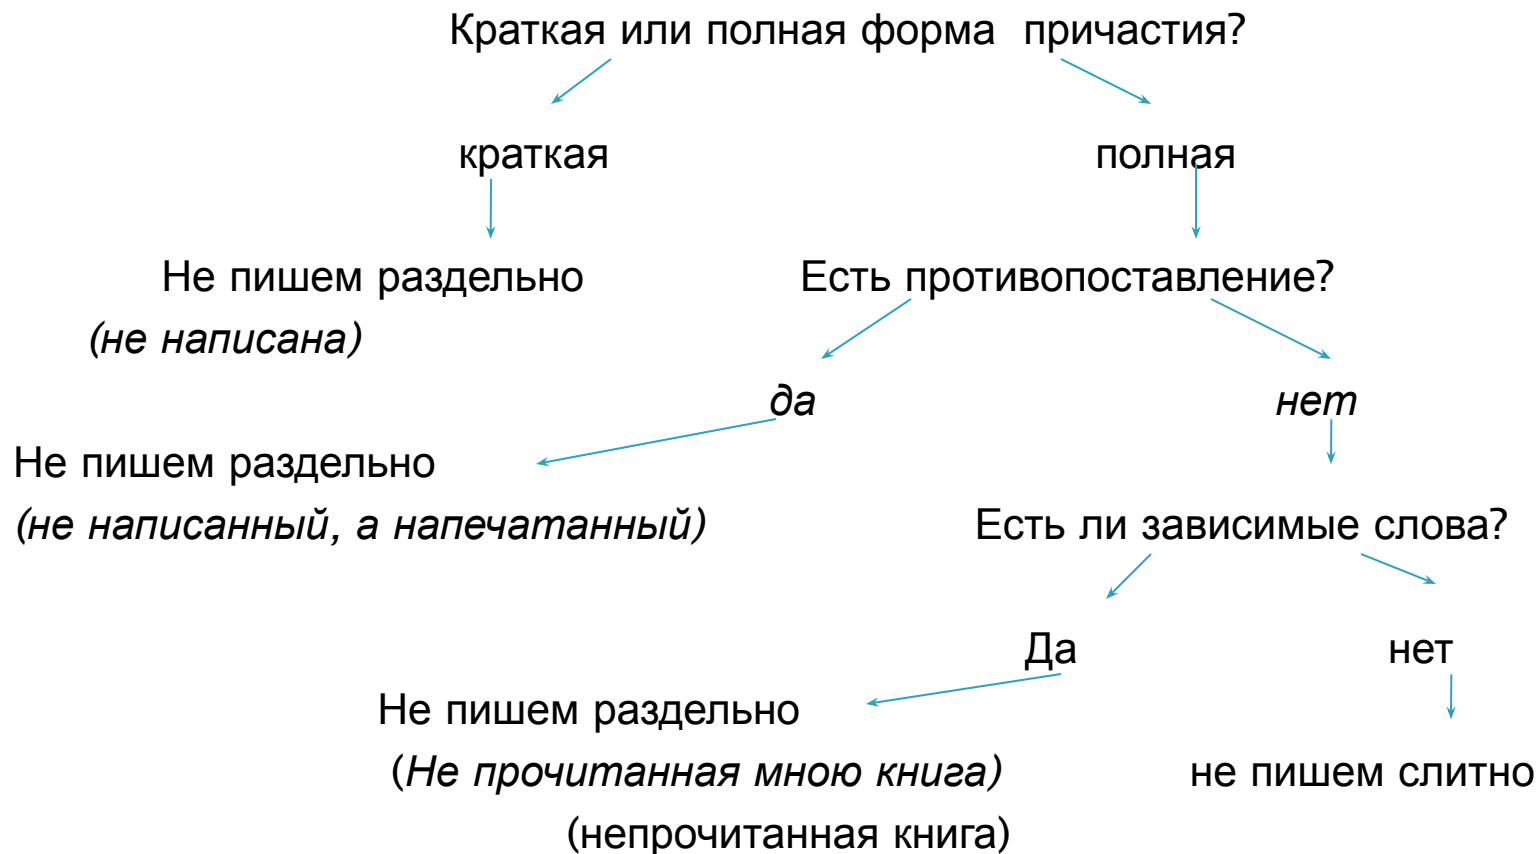 Краткая или полная форма причастия?
краткая полная
Не пишем раздельно Есть противопоставление?
(не написана)
да нет
Не пишем раздельно
(не написанный, а напечатанный) Есть ли зависимые слова?
Да нет
Не пишем раздельно
(Не прочитанная мною книга) не пишем слитно
(непрочитанная книга)